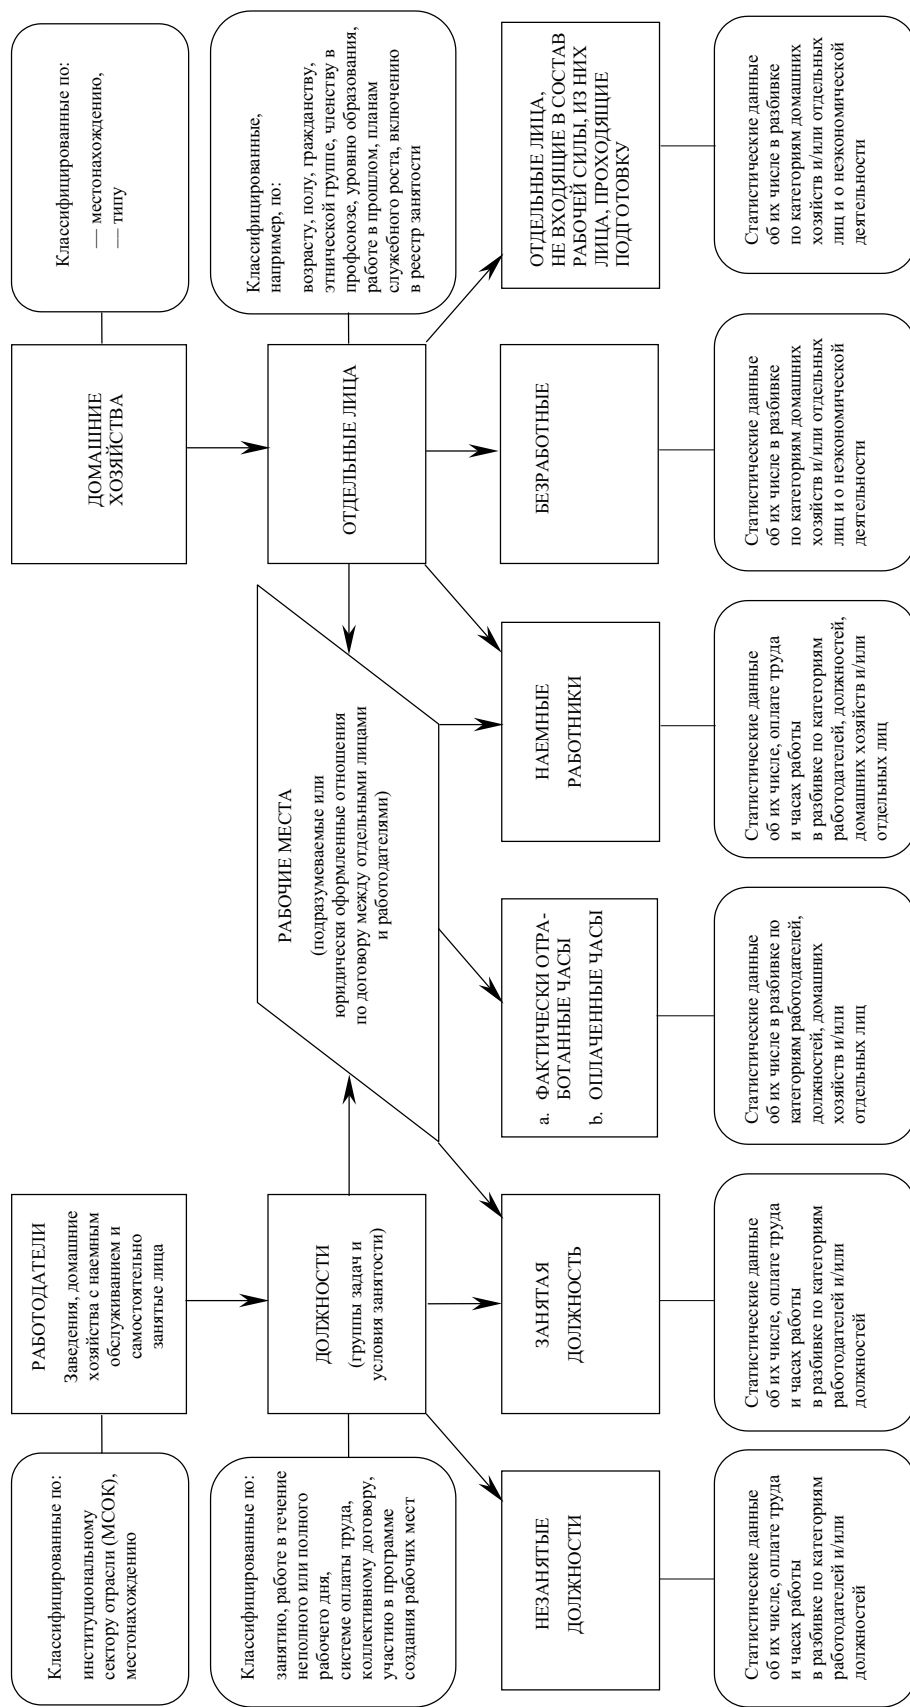 Классифицированные по:
институциональному
сектору отрасли (МСОК),
местонахождению
РАБОТОДАТЕЛИ
Заведения, домашние
хозяйства с наемным
обслуживанием и
самостоятельно
занятые лица
ДОМАШНИЕ
ХОЗЯЙСТВА
Классифицированные по:
— местонахождению,
— типу
Классифицированные по:
занятию, работе в течение
неполного или полного
рабочего дня,
системе оплаты труда,
коллективному договору,
участию в программе
создания рабочих мест
ДОЛЖНОСТИ
(группы задач и
условия занятости)
РАБОЧИЕ МЕСТА
(подразумеваемые или
юридически оформленные отношения
по договору между отдельными лицами
и работодателями)
ОТДЕЛЬНЫЕ ЛИЦА
Классифицированные,
например, по:
возрасту, полу, гражданству,
этнической группе, членству в
профсоюзе, уровню образования,
работе в прошлом, планам
служебного роста, включению
в реестр занятости
НЕЗАНЯТЫЕ
ДОЛЖНОСТИ
ЗАНЯТАЯ
ДОЛЖНОСТЬ
a. ФАКТИЧЕСКИ ОТРА-
БОТАННЫЕ ЧАСЫ
b. ОПЛАЧЕННЫЕ ЧАСЫ
НАЕМНЫЕ
РАБОТНИКИ
БЕЗРАБОТНЫЕ
ОТДЕЛЬНЫЕ ЛИЦА,
НЕ ВХОДЯЩИЕ В СОСТАВ
РАБОЧЕЙ СИЛЫ, ИЗ НИХ
ЛИЦА, ПРОХОДЯЩИЕ
ПОДГОТОВКУ
Статистические данные
об их числе, оплате труда
и часах работы
в разбивке по категориям
работодателей и/или
должностей
Статистические данные
об их числе, оплате труда
и часах работы
в разбивке по категориям
работодателей и/или
должностей
Статистические данные
об их числе в разбивке по
категориям работодателей,
должностей, домашних
хозяйств и/или
отдельных лиц
Статистические данные
об их числе, оплате труда
и часах работы
в разбивке по категориям
работодателей, должностей,
домашних хозяйств и/или
отдельных лиц
Статистические данные
об их числе в разбивке
по категориям домашних
хозяйств и/или отдельных
лиц и о неэкономической
деятельности
Статистические данные
об их числе в разбивке
по категориям домашних
хозяйств и/или отдельных
лиц и о неэкономической
деятельности